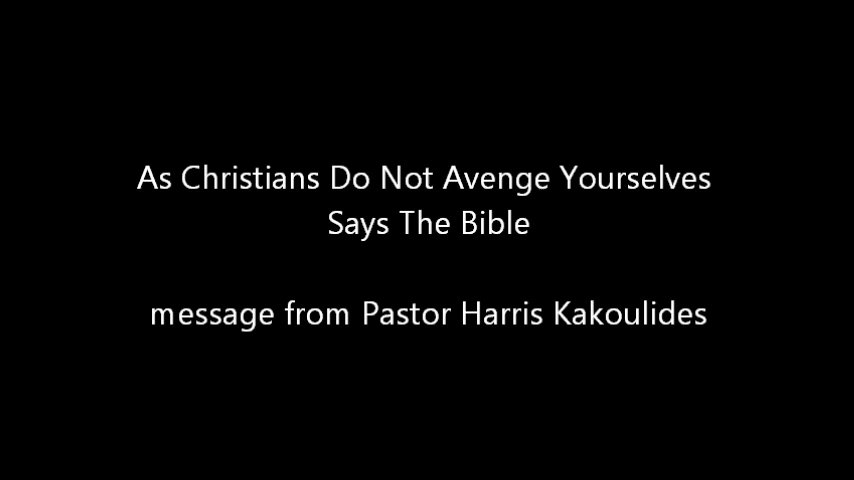 As Christians Do Not Avenge Yourselves
Says The Bible
message from Pastor Harris Kakoulides